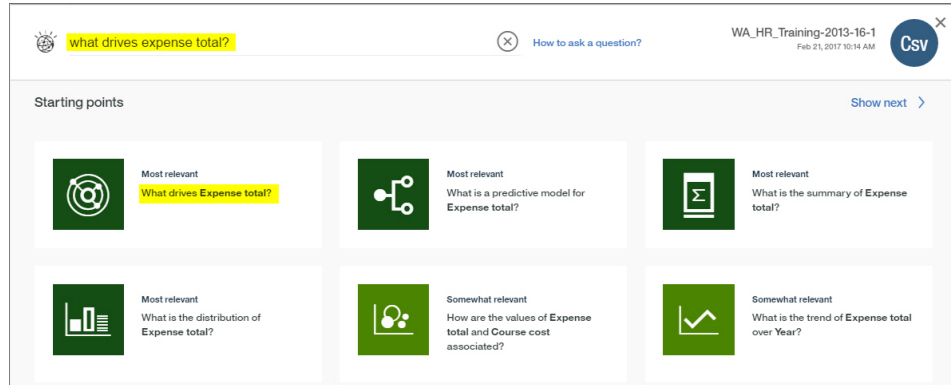 what drives expense total?
How to ask a question?
WA_HR_Training-2013-16-1
Feb 21, 2017 10:14 AM
Csv
Starting points
Show next
Most relevant
What drives Expense total?
Most relevant
What is a predictive model for
Expense total?
Most relevant
What is the summary of Expense
total?
Most relevant
What is the distribution of
Expense total?
Somewhat relevant
How are the values of Expense
total and Course cost
associated?
Somewhat relevant
What is the trend of Expense total
over Year?